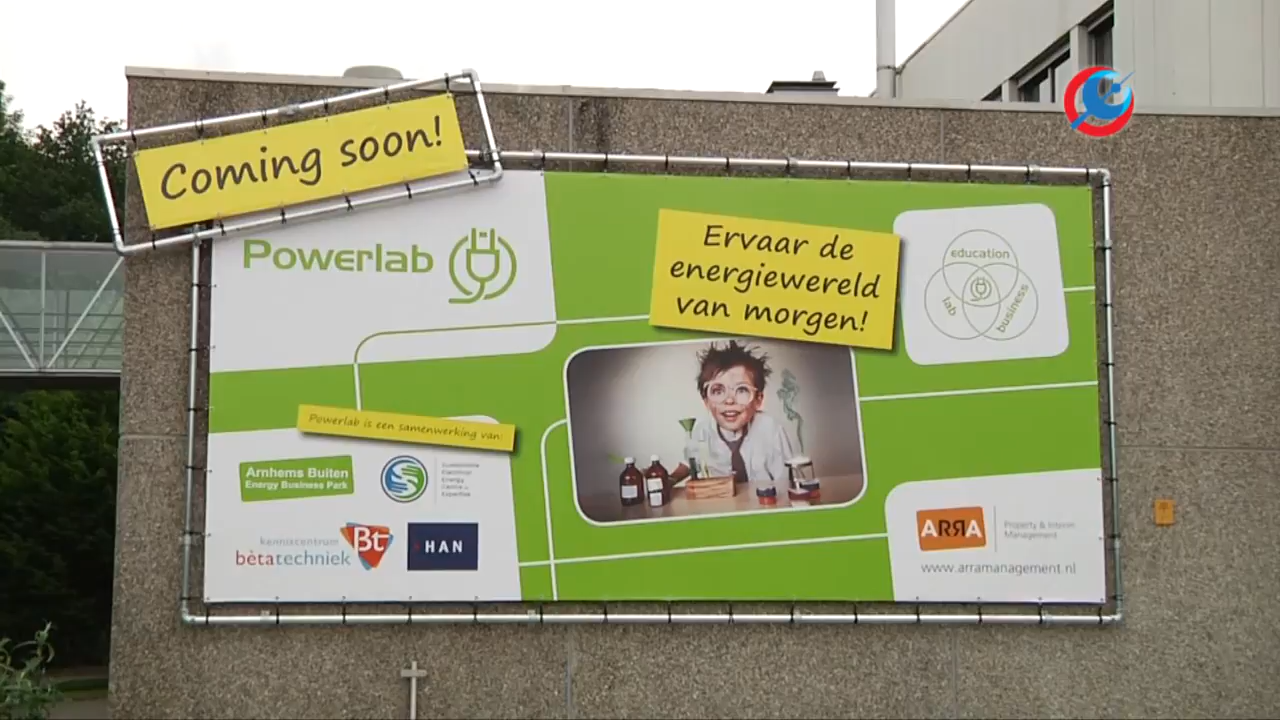 Coming soon!
Powerlab
Ervaar de
energiewereld
van morgen!
education
lab
business
Powerlab is een samenwerking van:
Arnhems Buiten
Energy Business Park
kenniscentrum
bètatechniek
Bt
HAN
ARRA
Property & Interim
Management
www.arramanagement.nl